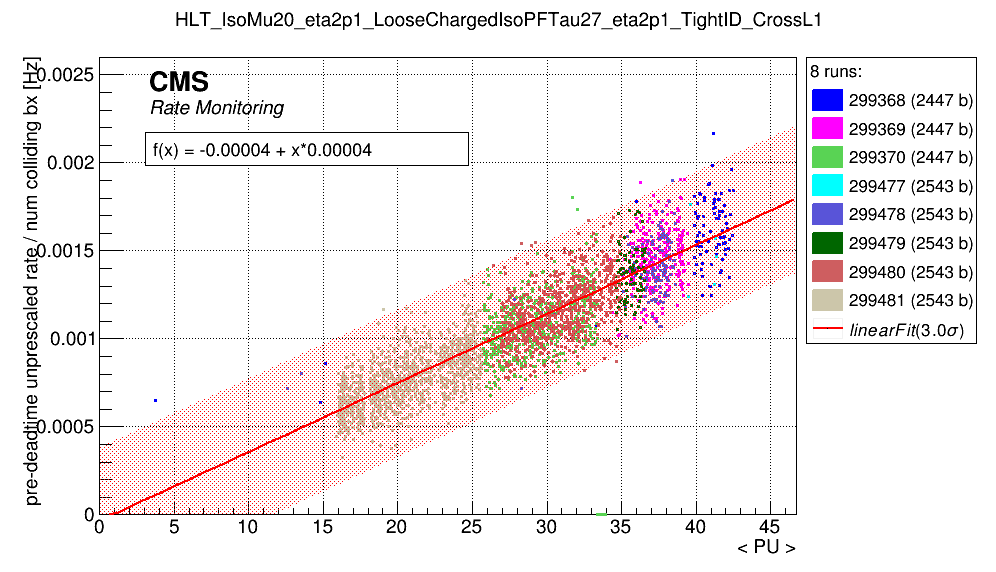 HLT_IsoMu20_eta2p1_LooseChargedIsoPFTau27_eta2p1_TightID_CrossL1
pre-deadtime unprescaled rate / num colliding bx [Hz]
0.0025
0.002
0.0015
0.001
0.0005
0
CMS
Rate Monitoring
f(x) = -0.00004 + x*0.00004
0 5 10 15 20 25 30 35 40 45
< PU >
8 runs:
299368 (2447 b)
299369 (2447 b)
299370 (2447 b)
299477 (2543 b)
299478 (2543 b)
299479 (2543 b)
299480 (2543 b)
299481 (2543 b)
linearFit(3.0σ)